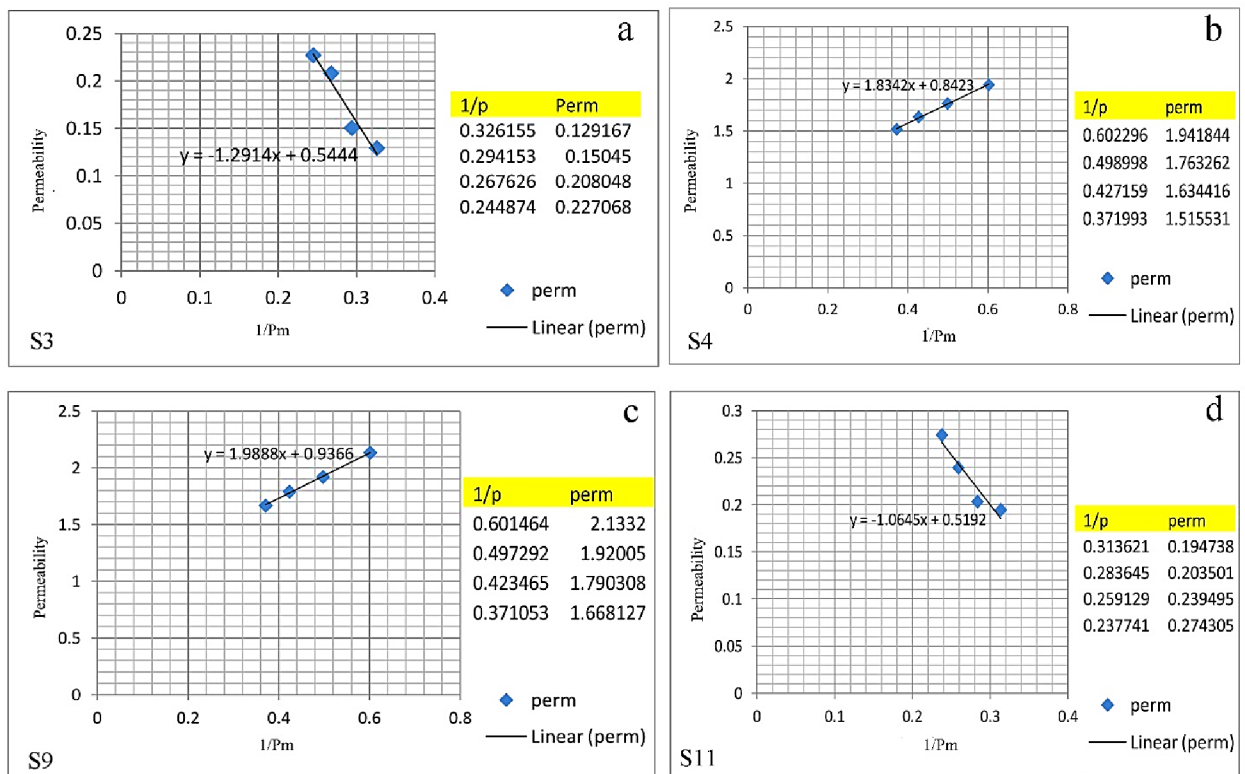 a
0.25
0.2
0.15
0.1
0.05
0
Permeability
y = -1.2914x + 0.5444
0 0.1 0.2 0.3 0.4
1/Pm
1/p Perm
0.326155 0.129167
0.294153 0.15045
0.267626 0.208048
0.244874 0.227068
perm
Linear (perm)
S3
b
2.5
2
1.5
1
0.5
0
Permeability
y = 1.8342x + 0.8423
0 0.2 0.4 0.6 0.8
1/Pm
1/p perm
0.602296 1.941844
0.498998 1.763262
0.427159 1.634416
0.371993 1.515531
perm
Linear (perm)
S4
c
2.5
2
1.5
1
0.5
0
Permeability
y = 1.9888x + 0.9366
0 0.2 0.4 0.6 0.8
1/Pm
1/p perm
0.601464 2.1332
0.497292 1.92005
0.423465 1.790308
0.371053 1.668127
perm
Linear (perm)
S9
d
0.3
0.25
0.2
0.15
0.1
0.05
0
Permeability
y = -1.0645x + 0.5192
0 0.1 0.2 0.3 0.4
1/Pm
1/p perm
0.313621 0.194738
0.283645 0.203501
0.259129 0.239495
0.237741 0.274305
perm
Linear (perm)
S11